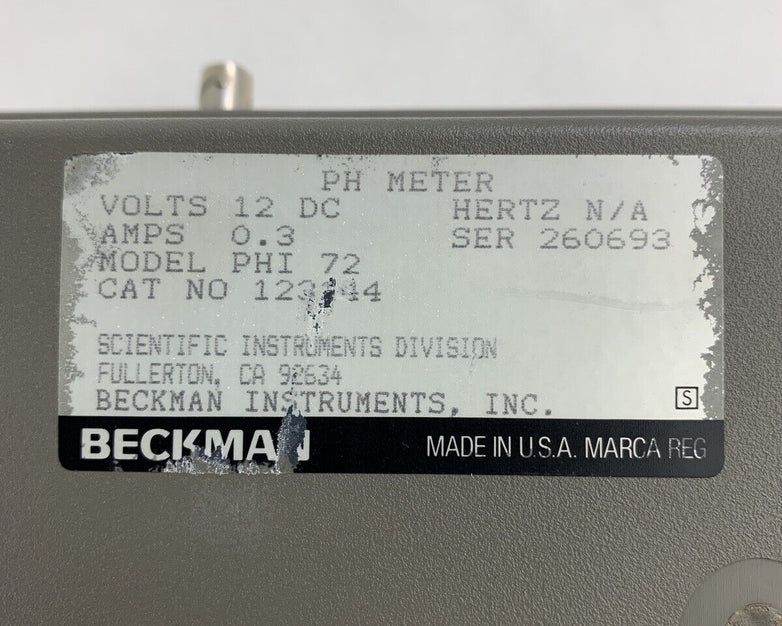 PH METER
VOLTS 12 DC HERTZ N/A
AMPS 0.3 SER 260693
MODEL PHI 72
CAT NO
SCIENTIFIC INSTRUMENTS DIVISION
FULLERTON, CA 92634
BECKMAN INSTRUMENTS, INC.
S
BECKMAN MADE IN U.S.A. MARCA REG